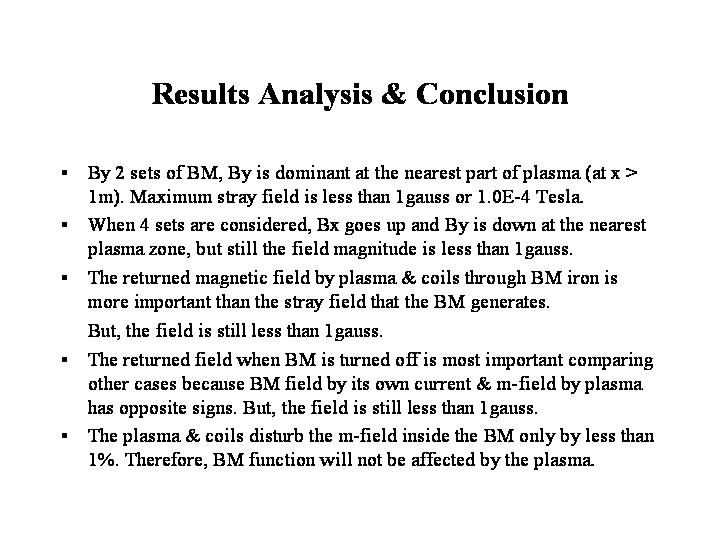 Results Analysis & Conclusion
▪ By 2 sets of BM, By is dominant at the nearest part of plasma (at x >
1m). Maximum stray field is less than 1gauss or 1.0E-4 Tesla.
▪ When 4 sets are considered, Bx goes up and By is down at the nearest
plasma zone, but still the field magnitude is less than 1gauss.
▪ The returned magnetic field by plasma & coils through BM iron is
more important than the stray field that the BM generates.
But, the field is still less than 1gauss.
▪ The returned field when BM is turned off is most important comparing
other cases because BM field by its own current & m-field by plasma
has opposite signs. But, the field is still less than 1gauss.
▪ The plasma & coils disturb the m-field inside the BM only by less than
1%. Therefore, BM function will not be affected by the plasma.